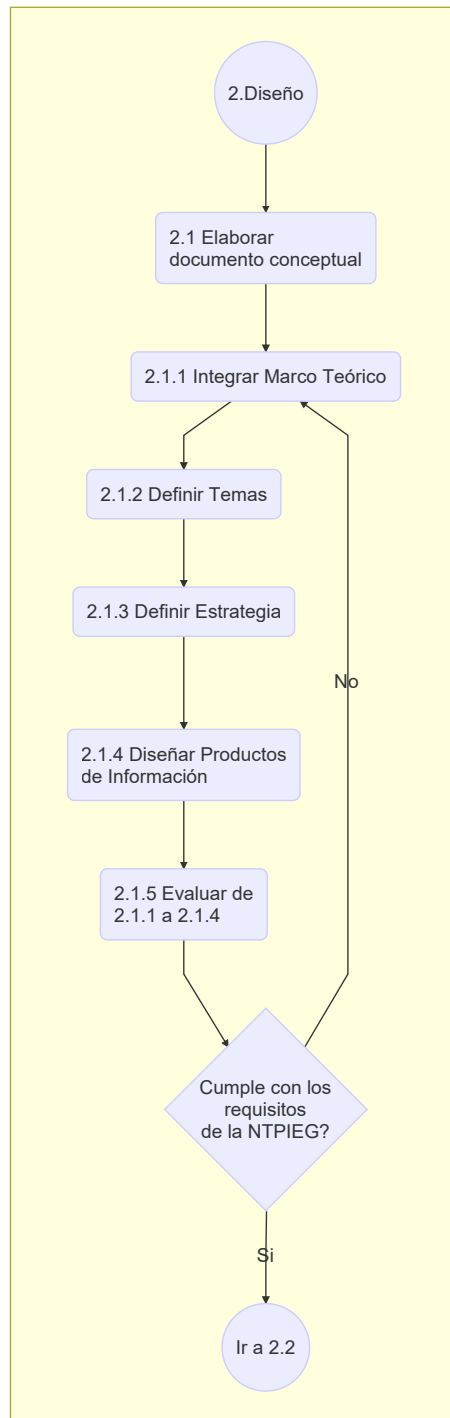 2.Diseño
2.1 Elaborar
documento conceptual
2.1.1 Integrar Marco Teórico
2.1.2 Definir Temas
2.1.3 Definir Estrategia
No
2.1.4 Diseñar Productos
de Información
2.1.5 Evaluar de
2.1.1 a 2.1.4
Cumple con los
requisitos
de la NTPIEG?
Si
Ir a 2.2